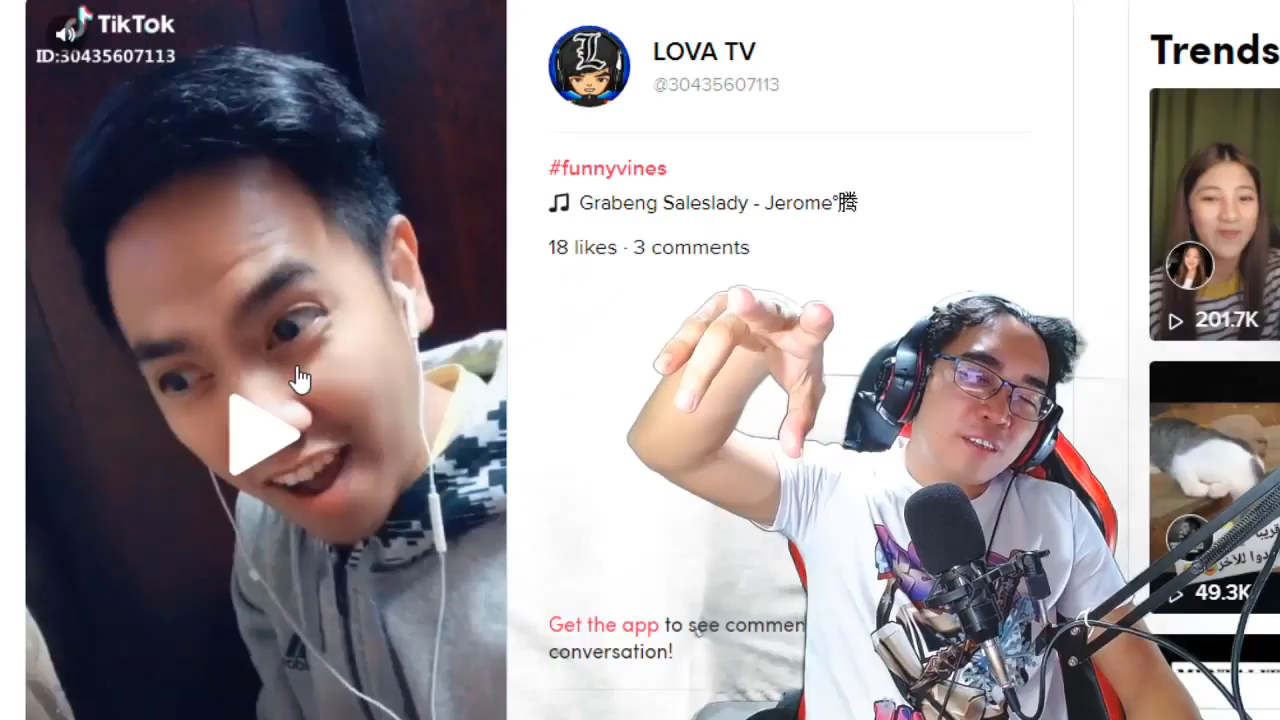 TikTok
ID:30435607113
LOVA TV
@30435607113
#funnyvines
Grabeng Saleslady - Jerome°腾
18 likes · 3 comments
Get the app to see commen
conversation!
Trends
201.7K
49.3K